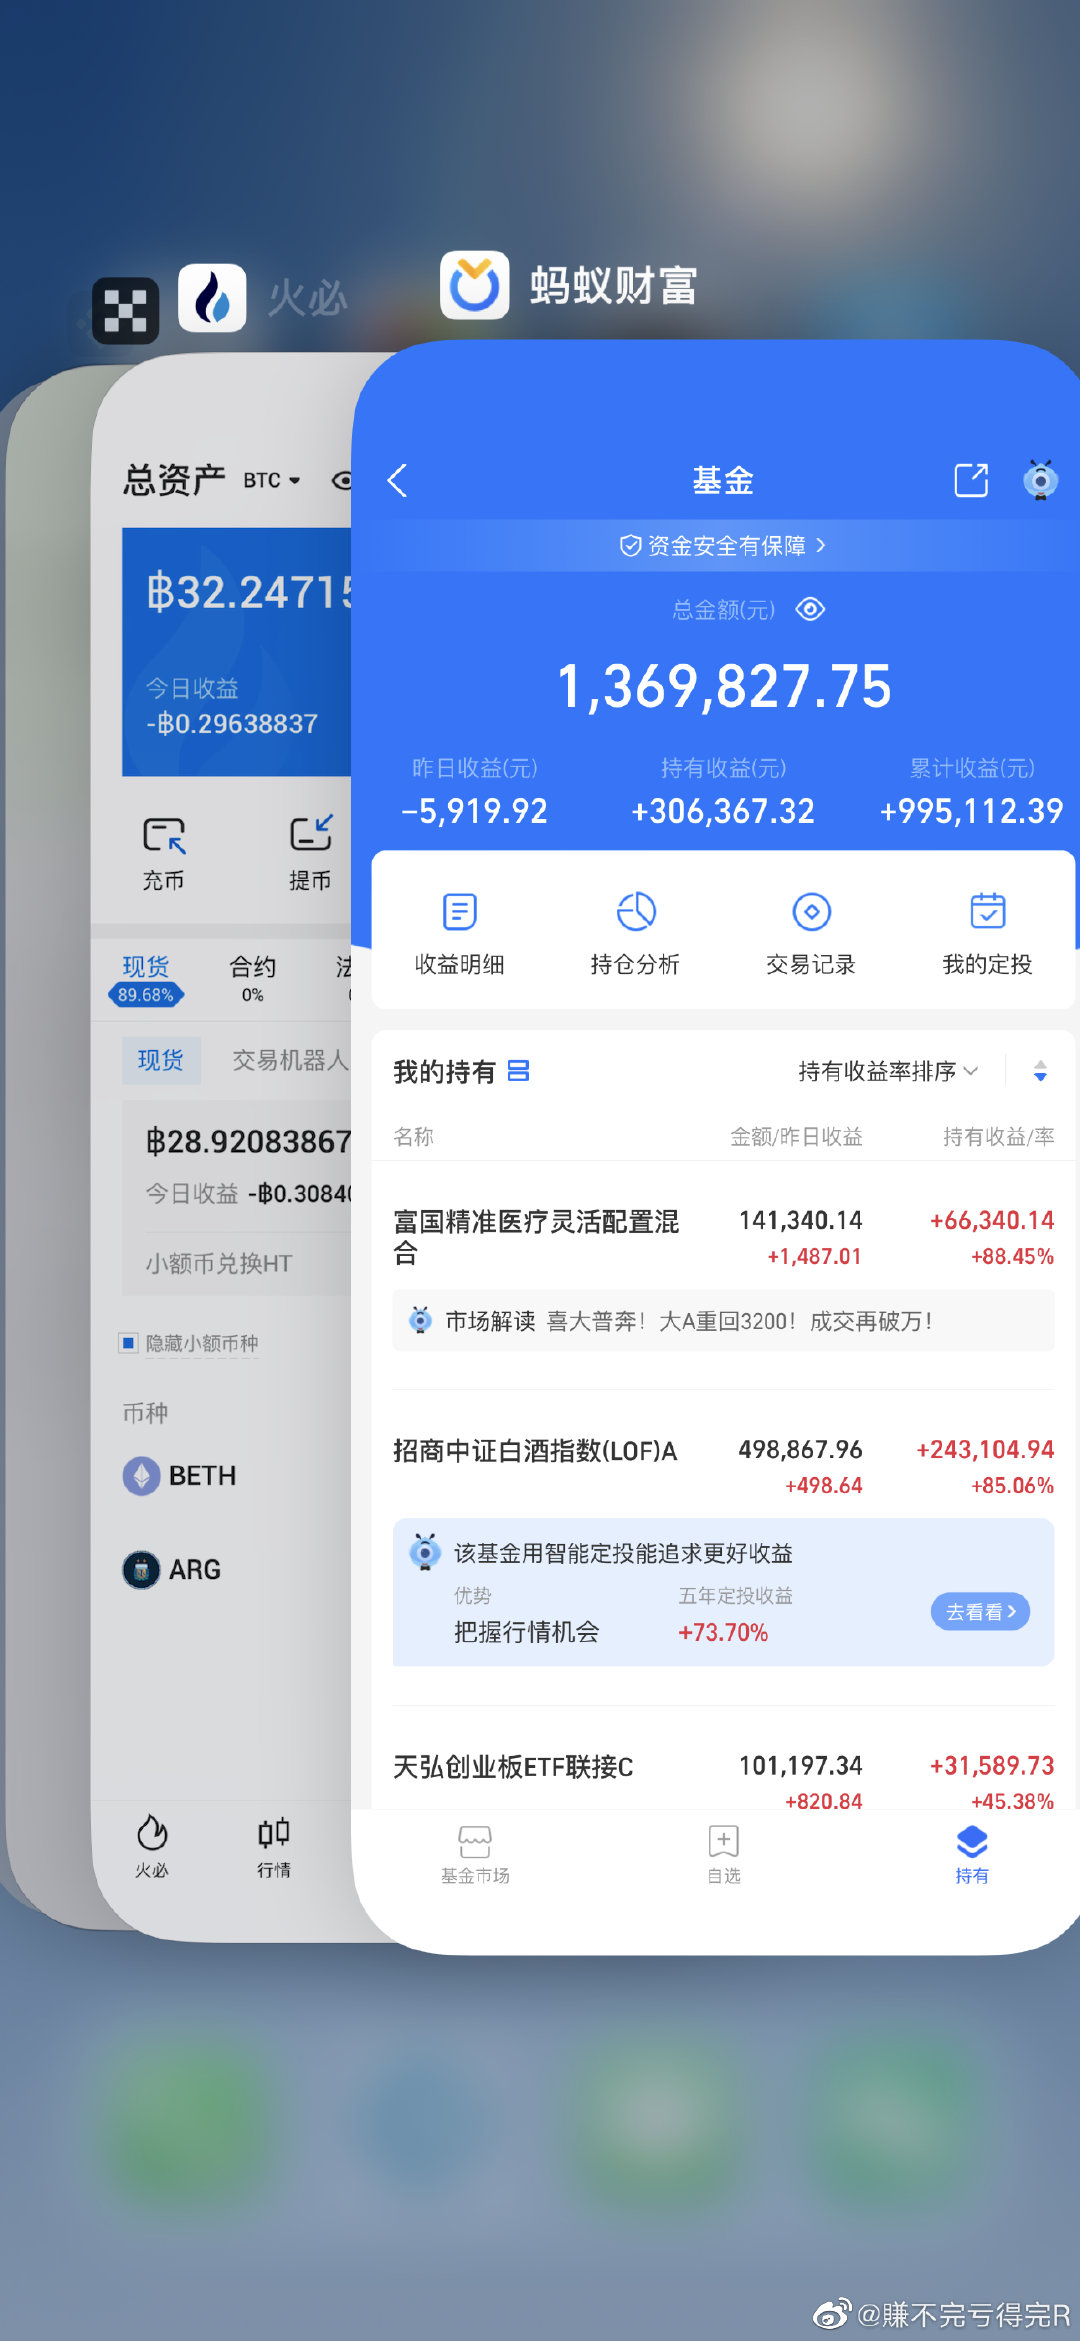 火必
蚂蚁财富
总资产 BTC
฿32.24715
今日收益
-฿0.29638837
充币
提币
现货
89.68%
合约
0%
现货
交易机器人
฿28.92083867
今日收益 -฿0.3084
小额币兑换HT
隐藏小额币种
币种
BETH
ARG
火必
行情
基金
资金安全有保障
总金额(元)
1,369,827.75
昨日收益(元) 持有收益(元) 累计收益(元)
-5,919.92 +306,367.32 +995,112.39
收益明细 持仓分析 交易记录 我的定投
我的持有 持有收益率排序
名称 金额/昨日收益 持有收益/率
富国精准医疗灵活配置混 141,340.14 +66,340.14
合 +1,487.01 +88.45%
市场解读 喜大普奔！大A重回3200！成交再破万！
招商中证白酒指数(LOF)A 498,867.96 +243,104.94
+498.64 +85.06%
该基金用智能定投能追求更好收益
优势 五年定投收益
把握行情机会 +73.70%
去看看
天弘创业板ETF联接C 101,197.34 +31,589.73
+820.84 +45.38%
基金市场 自选 持有
@赚不完亏得完R